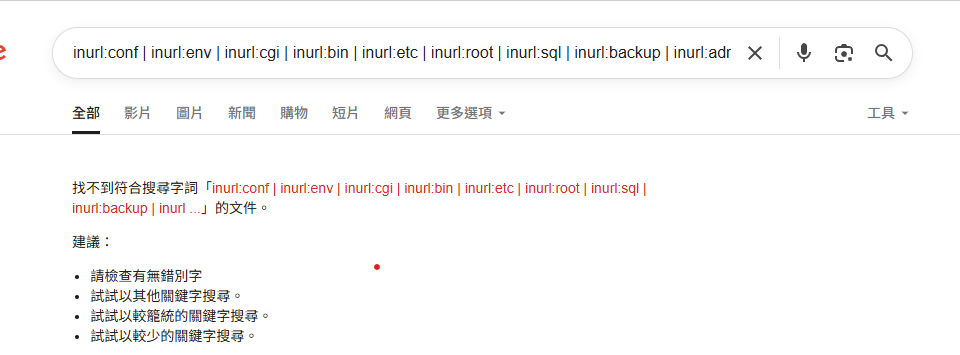 inurl:conf | inurl:env | inurl:cgi | inurl:bin | inurl:etc | inurl:root | inurl:sql | inurl:backup | inurl:adr
全部 影片 圖片 新聞 購物 短片 網頁 更多選項 工具
找不到符合搜尋字詞「inurl:conf | inurl:env | inurl:cgi | inurl:bin | inurl:etc | inurl:root | inurl:sql |
inurl:backup | inurl ...」的文件。
建議：
請檢查有無錯別字
試試以其他關鍵字搜尋。
試試以較籠統的關鍵字搜尋。
試試以較少的關鍵字搜尋。